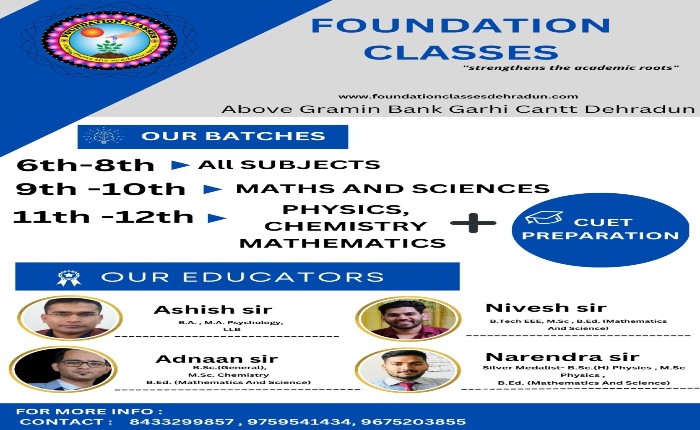 FOUNDATION CLASSES
FOUNDATION
CLASSES
"strengthens the academic roots"
www.foundationclassesdehradun.com
Above Gramin Bank Garhi Cantt Dehradun
OUR BATCHES
6th-8th All SUBJECTS
9th -10th MATHS AND SCIENCES
11th -12th PHYSICS,
CHEMISTRY
MATHEMATICS
+
CUET
PREPARATION
OUR EDUCATORS
Ashish sir
B.A. , M.A. Psychology,
LLB
Nivesh sir
B.Tech EEE, M.Sc , B.Ed. (Mathematics
And Science)
Adnaan sir
B.Sc.(General),
M.Sc. Chemistry
B.Ed. (Mathematics And Science)
Narendra sir
Silver Medalist- B.Sc.(H) Physics , M.Sc
Physics ,
B.Ed. (Mathematics And Science)
FOR MORE INFO :
CONTACT : 8433299857 , 9759541434, 9675203855